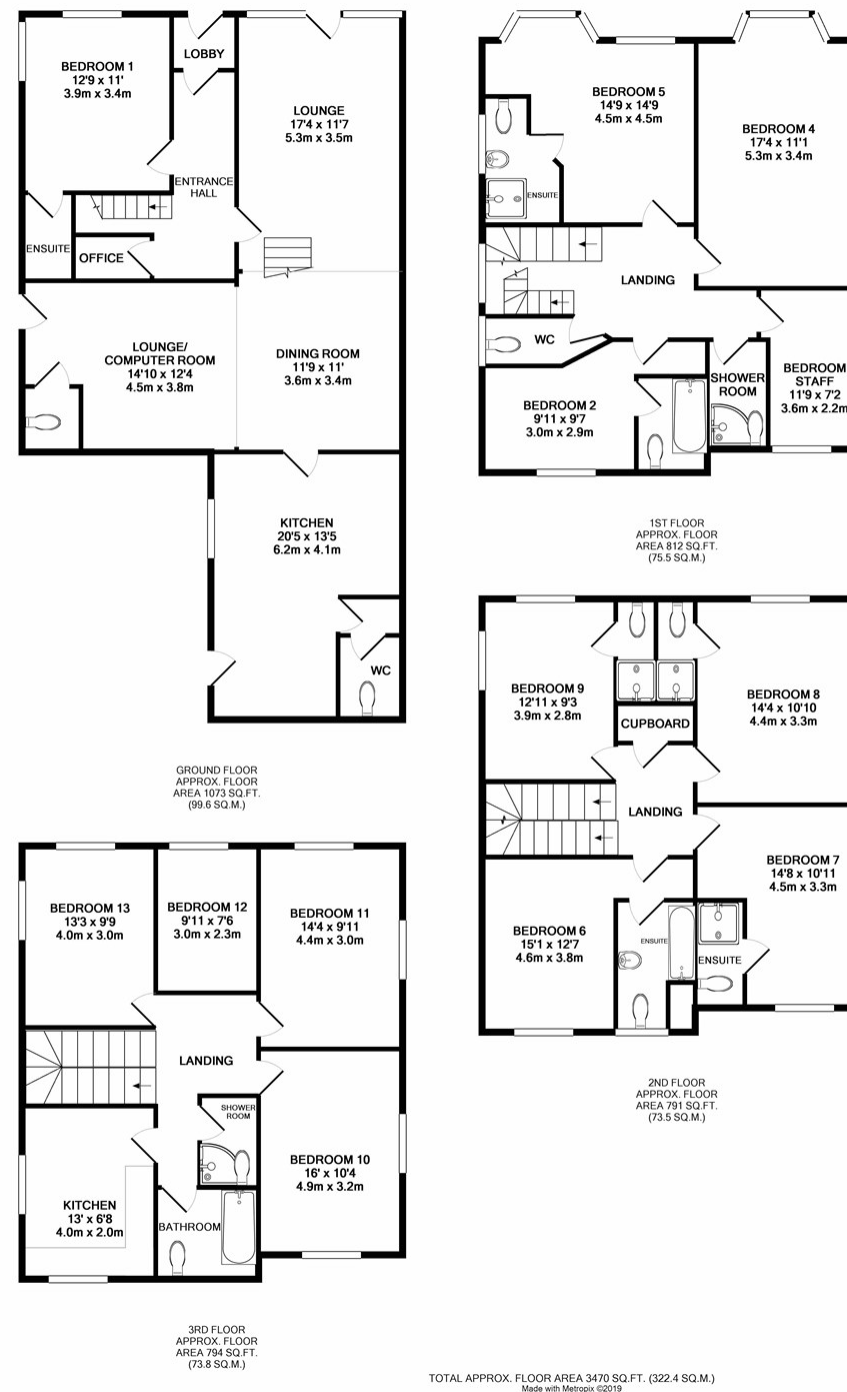 BEDROOM 1
12'9 x 11'
3.9m x 3.4m
LOBBY
LOUNGE
17'4 x 11'7
5.3m x 3.5m
ENTRANCE
HALL
ENSUITE
OFFICE
LOUNGE/
COMPUTER ROOM
14'10 x 12'4
4.5m x 3.8m
DINING ROOM
11'9 x 11'
3.6m x 3.4m
KITCHEN
20'5 x 13'5
6.2m x 4.1m
WC
GROUND FLOOR
APPROX. FLOOR
AREA 1073 SQ.FT.
(99.6 SQ.M.)
BEDROOM 5
14'9 x 14'9
4.5m x 4.5m
BEDROOM 4
17'4 x 11'1
5.3m x 3.4m
ENSUITE
LANDING
WC
BEDROOM 2
9'11 x 9'7
3.0m x 2.9m
SHOWER
ROOM
BEDROOM
STAFF
11'9 x 7'2
3.6m x 2.2m
1ST FLOOR
APPROX. FLOOR
AREA 812 SQ.FT.
(75.5 SQ.M.)
BEDROOM 9
12'11 x 9'3
3.9m x 2.8m
BEDROOM 8
14'4 x 10'10
4.4m x 3.3m
CUPBOARD
LANDING
BEDROOM 7
14'8 x 10'11
4.5m x 3.3m
BEDROOM 6
15'1 x 12'7
4.6m x 3.8m
ENSUITE
ENSUITE
2ND FLOOR
APPROX. FLOOR
AREA 791 SQ.FT.
(73.5 SQ.M.)
BEDROOM 13
13'3 x 9'9
4.0m x 3.0m
BEDROOM 12
9'11 x 7'6
3.0m x 2.3m
BEDROOM 11
14'4 x 9'11
4.4m x 3.0m
LANDING
SHOWER
ROOM
BEDROOM 10
16' x 10'4
4.9m x 3.2m
KITCHEN
13' x 6'8
4.0m x 2.0m
BATHROOM
3RD FLOOR
APPROX. FLOOR
AREA 794 SQ.FT.
(73.8 SQ.M.)
TOTAL APPROX. FLOOR AREA 3470 SQ.FT. (322.4 SQ.M.)
Made with Metropix ©2019